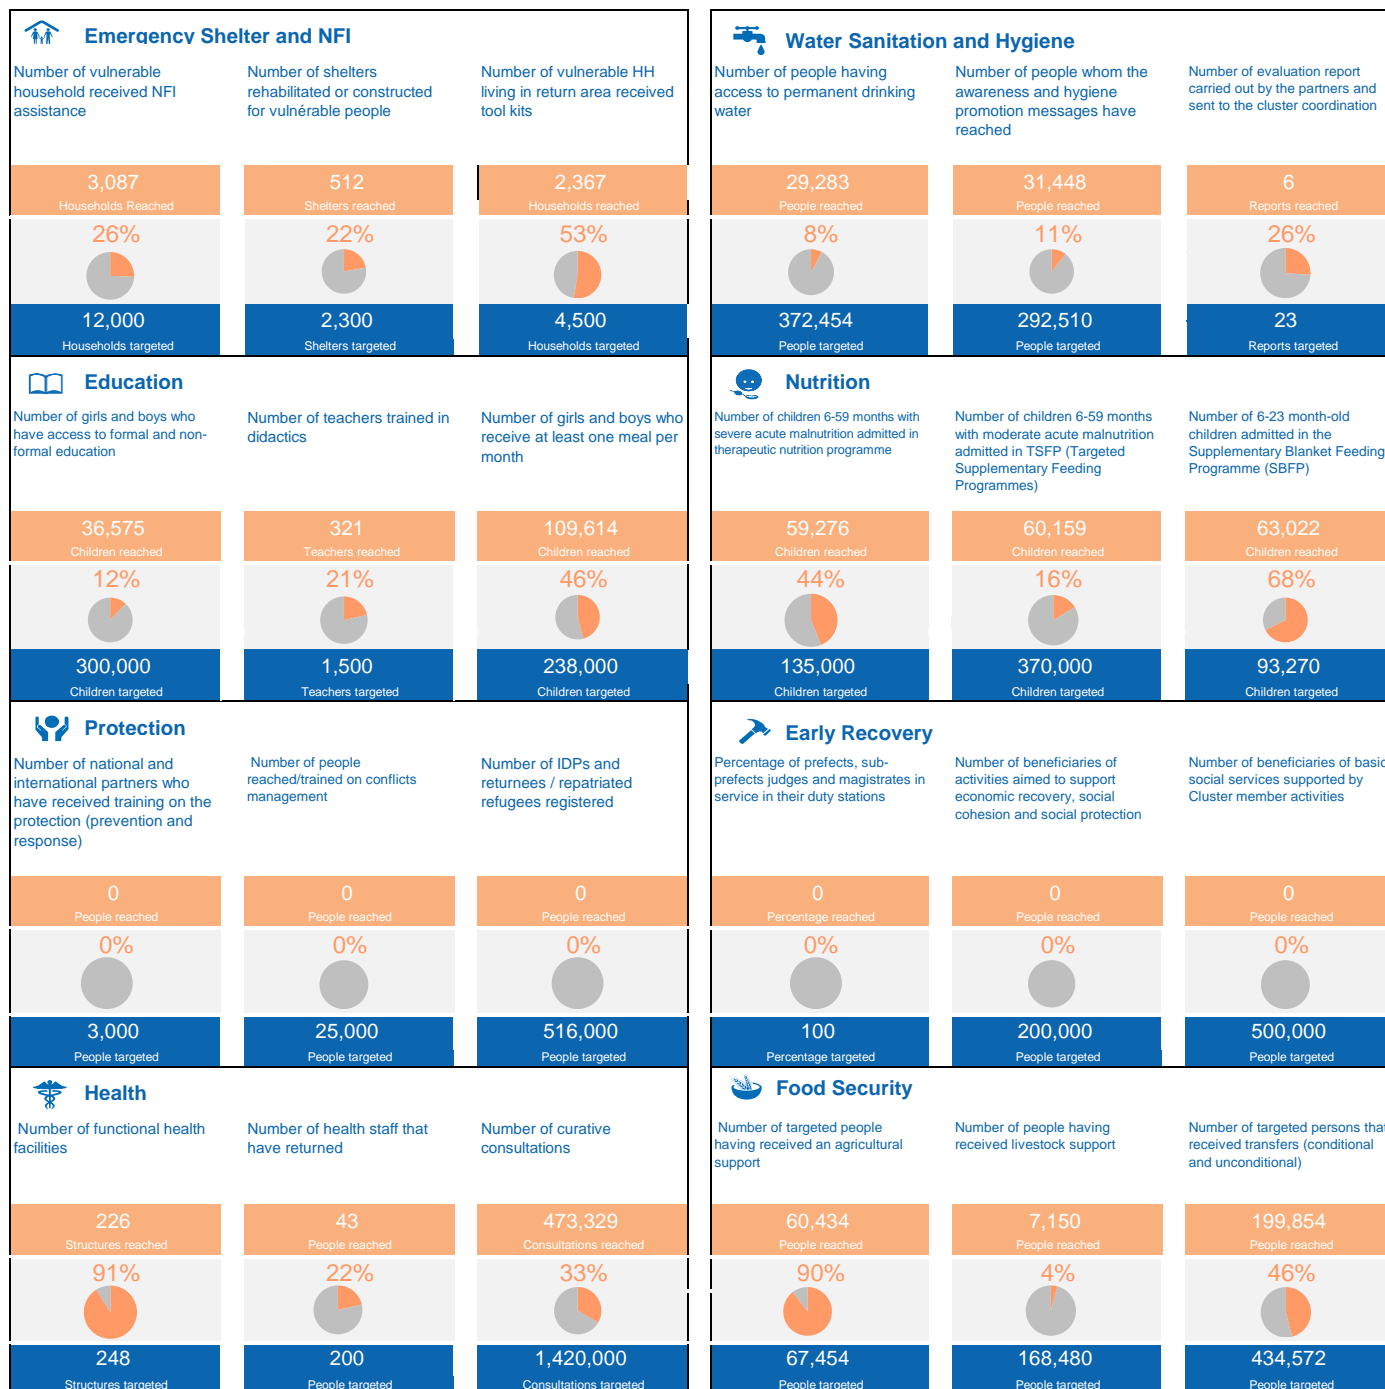 Emergency Shelter and NFI
Number of vulnerable
household received NFI
assistance
Number of shelters
rehabilitated or constructed
for vulnérable people
Number of vulnerable HH
living in return area received
tool kits
3,087
Households Reached
512
Shelters reached
2,367
Households reached
26%
22%
53%
12,000
Households targeted
2,300
Shelters targeted
4,500
Households targeted
Water Sanitation and Hygiene
Number of people having
access to permanent drinking
water
Number of people whom the
awareness and hygiene
promotion messages have
reached
Number of evaluation report
carried out by the partners and
sent to the cluster coordination
29,283
People reached
31,448
People reached
6
Reports reached
8%
11%
26%
372,454
People targeted
292,510
People targeted
23
Reports targeted
Education
Number of girls and boys who
have access to formal and non-
formal education
Number of teachers trained in
didactics
Number of girls and boys who
receive at least one meal per
month
36,575
Children reached
321
Teachers reached
109,614
Children reached
12%
21%
46%
300,000
Children targeted
1,500
Teachers targeted
238,000
Children targeted
Nutrition
Number of children 6-59 months with
severe acute malnutrition admitted in
therapeutic nutrition programme
Number of children 6-59 months
with moderate acute malnutrition
admitted in TSFP (Targeted
Supplementary Feeding
Programmes)
Number of 6-23 month-old
children admitted in the
Supplementary Blanket Feeding
Programme (SBFP)
59,276
Children reached
60,159
Children reached
63,022
Children reached
44%
16%
68%
135,000
Children targeted
370,000
Children targeted
93,270
Children targeted
Protection
Number of national and
international partners who
have received training on the
protection (prevention and
response)
Number of people
reached/trained on conflicts
management
Number of IDPs and
returnees / repatriated
refugees registered
0
People reached
0
People reached
0
People reached
0%
0%
0%
3,000
People targeted
25,000
People targeted
516,000
People targeted
Early Recovery
Percentage of prefects, sub-
prefects judges and magistrates in
service in their duty stations
Number of beneficiaries of
activities aimed to support
economic recovery, social
cohesion and social protection
Number of beneficiaries of basic
social services supported by
Cluster member activities
0
Percentage reached
0
People reached
0
People reached
0%
0%
0%
100
Percentage targeted
200,000
People targeted
500,000
People targeted
Health
Number of functional health
facilities
Number of health staff that
have returned
Number of curative
consultations
226
Structures reached
43
People reached
473,329
Consultations reached
91%
22%
33%
248
Structures targeted
200
People targeted
1,420,000
Consultations targeted
Food Security
Number of targeted people
having received an agricultural
support
Number of people having
received livestock support
Number of targeted persons that
received transfers (conditional
and unconditional)
60,434
People reached
7,150
People reached
199,854
People reached
90%
4%
46%
67,454
People targeted
168,480
People targeted
434,572
People targeted